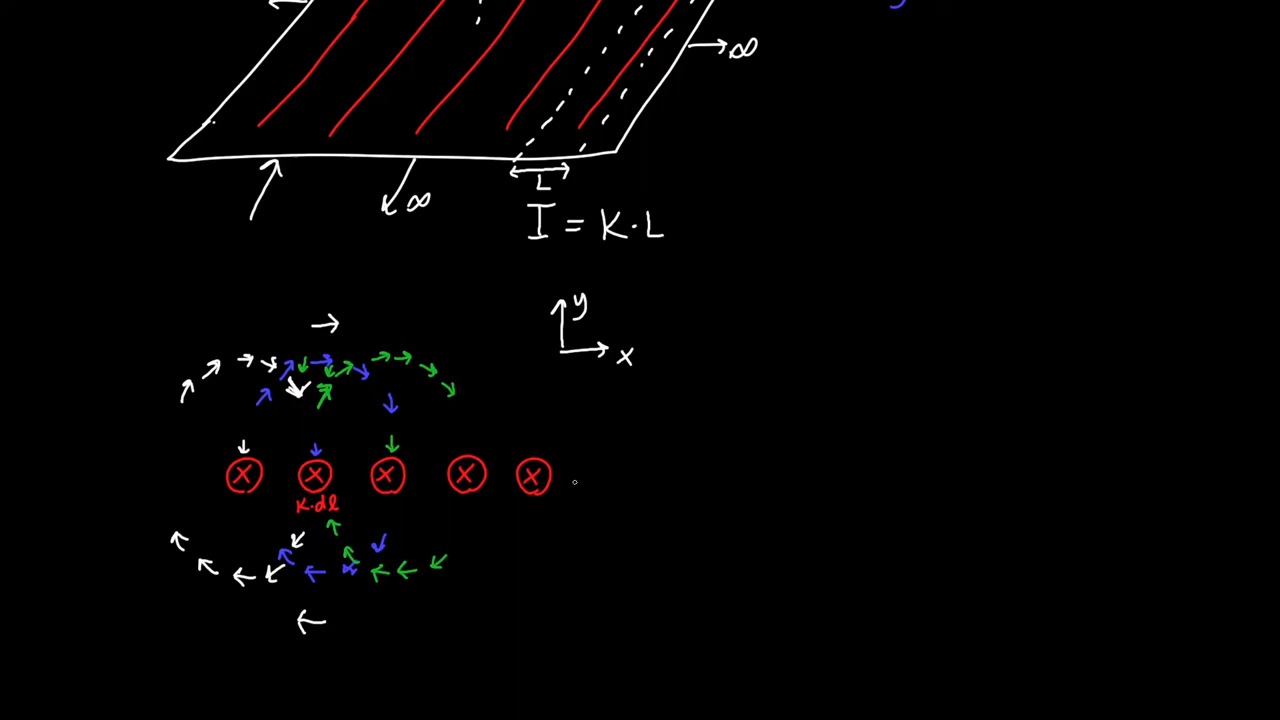 ∞
∞
L
I = K·L
y
x
x x x x x
K·dl